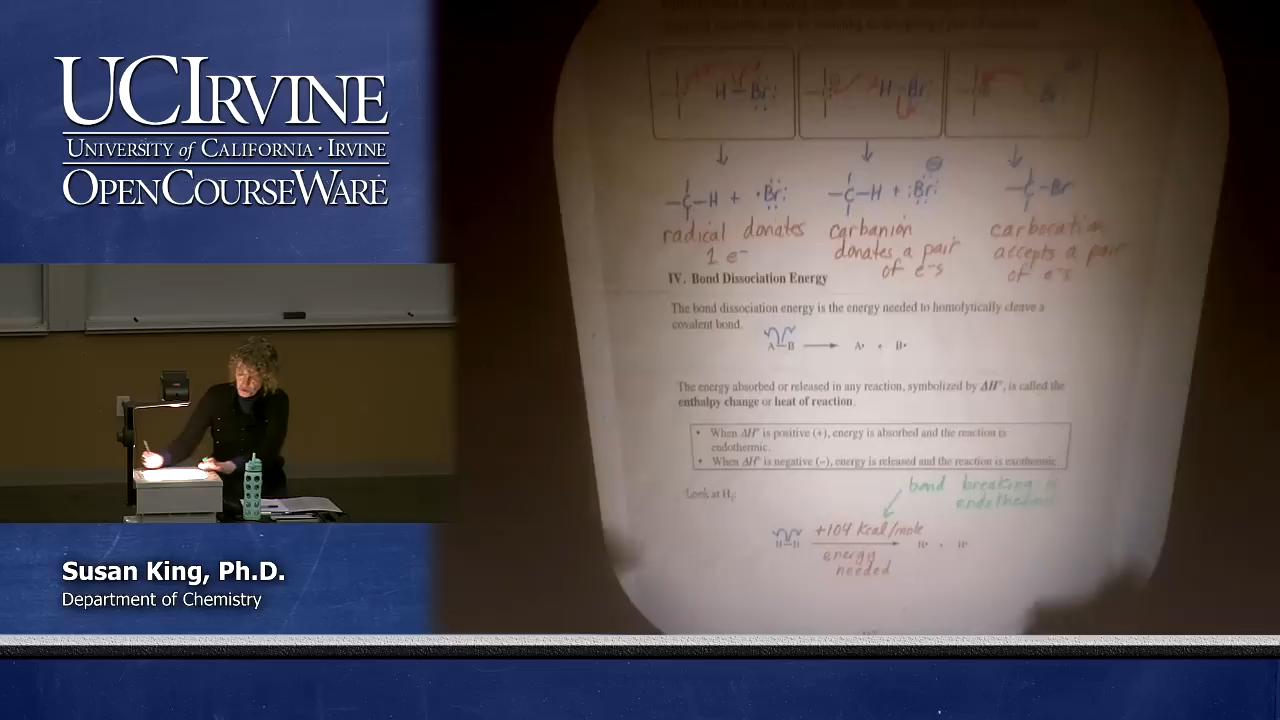 UCIRVINE
UNIVERSITY of CALIFORNIA · IRVINE
OPENCOURSEWARE
Susan King, Ph.D.
Department of Chemistry
H—Br:
H—Br:
Br
—C—H + ·Br:
—C—H + :Br:
—C—Br
radical donates
1 e-
carbanion
donates a pair
of e-s
carbocation
accepts a pair
of e-s
IV. Bond Dissociation Energy
The bond dissociation energy is the energy needed to homolytically cleave a
covalent bond.
A—B → A• + B•
The energy absorbed or released in any reaction, symbolized by ΔH°, is called the
enthalpy change or heat of reaction.
• When ΔH° is positive (+), energy is absorbed and the reaction is
endothermic.
• When ΔH° is negative (−), energy is released and the reaction is exothermic.
bond breaking is
endothermic
Look at H₂:
H—H +104 Kcal/mole → H• + H•
energy
needed